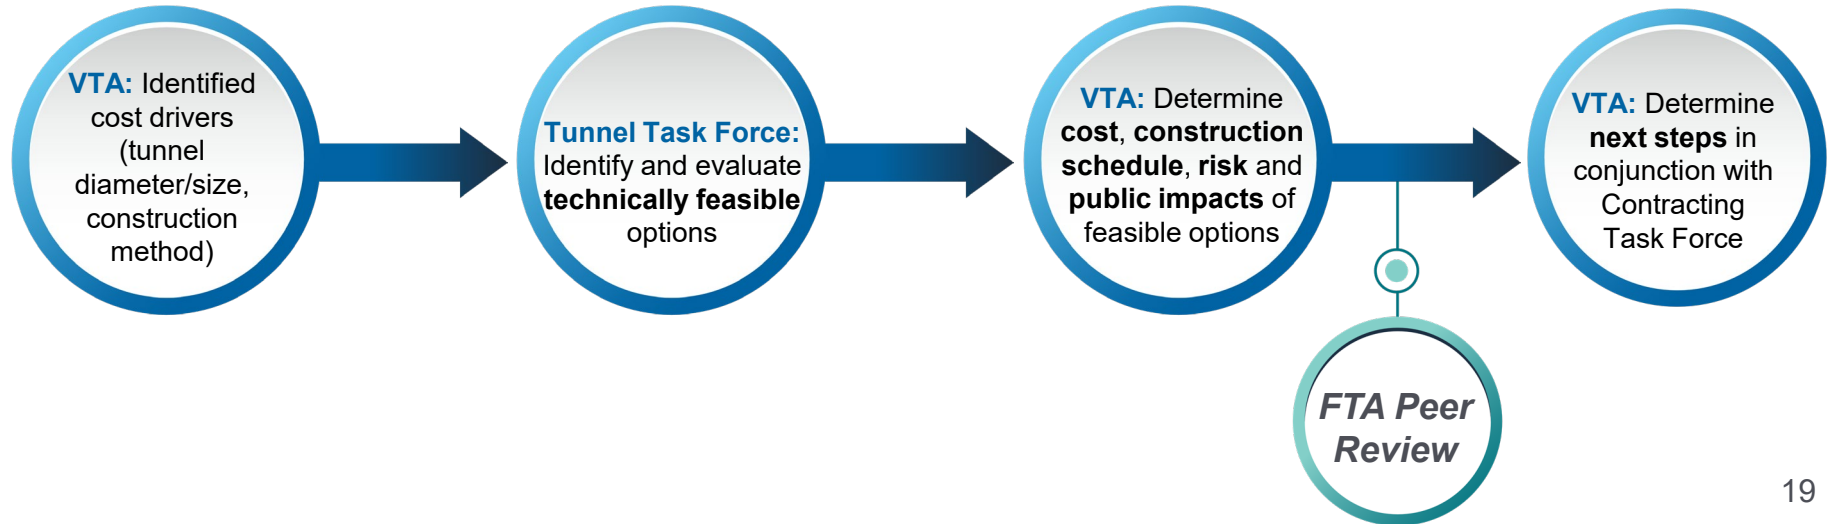 VTA: Identified
cost drivers
(tunnel
diameter/size,
construction
method)
Tunnel Task Force:
Identify and evaluate
technically feasible
options
VTA: Determine
cost, construction
schedule, risk and
public impacts of
feasible options
FTA Peer
Review
VTA: Determine
next steps in
conjunction with
Contracting
Task Force
19